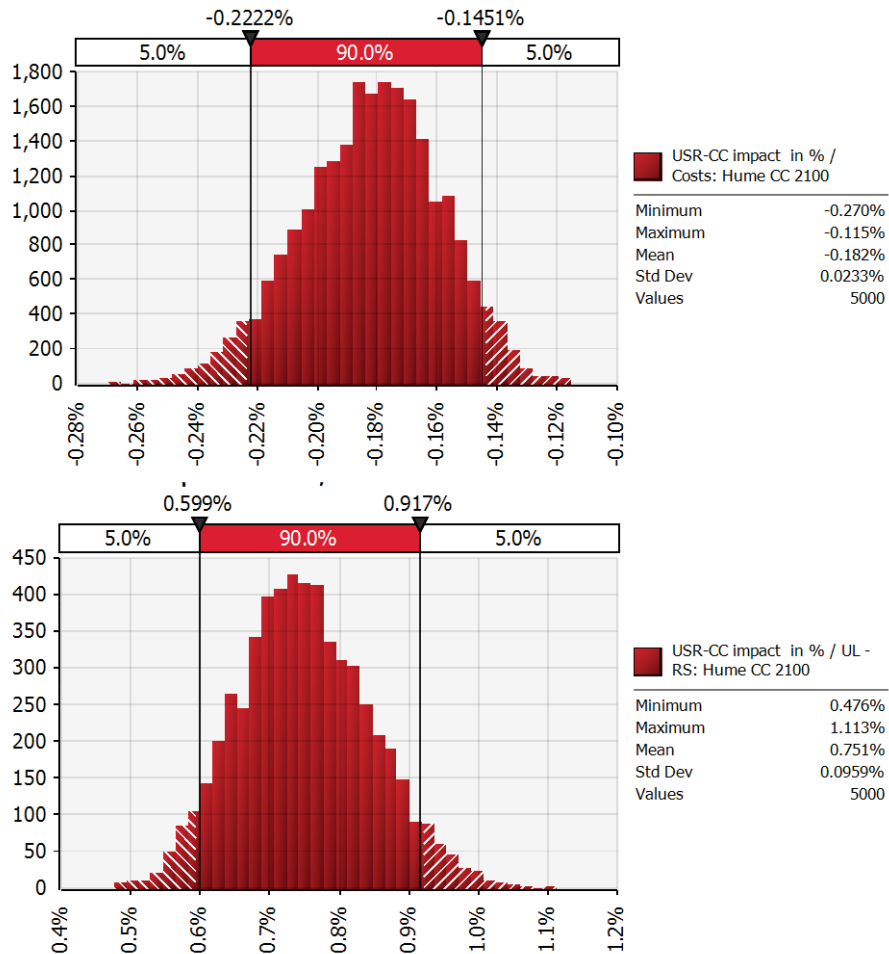 -0.2222% -0.1451%
5.0% 90.0% 5.0%
1,800
1,600
1,400
1,200
1,000
800
600
400
200
0
-0.28%
-0.26%
-0.24%
-0.22%
-0.20%
-0.18%
-0.16%
-0.14%
-0.12%
-0.10%
USR-CC impact in % /
Costs: Hume CC 2100
Minimum -0.270%
Maximum -0.115%
Mean -0.182%
Std Dev 0.0233%
Values 5000
0.599% 0.917%
5.0% 90.0% 5.0%
450
400
350
300
250
200
150
100
50
0
0.4%
0.5%
0.6%
0.7%
0.8%
0.9%
1.0%
1.1%
1.2%
USR-CC impact in % / UL -
RS: Hume CC 2100
Minimum 0.476%
Maximum 1.113%
Mean 0.751%
Std Dev 0.0959%
Values 5000